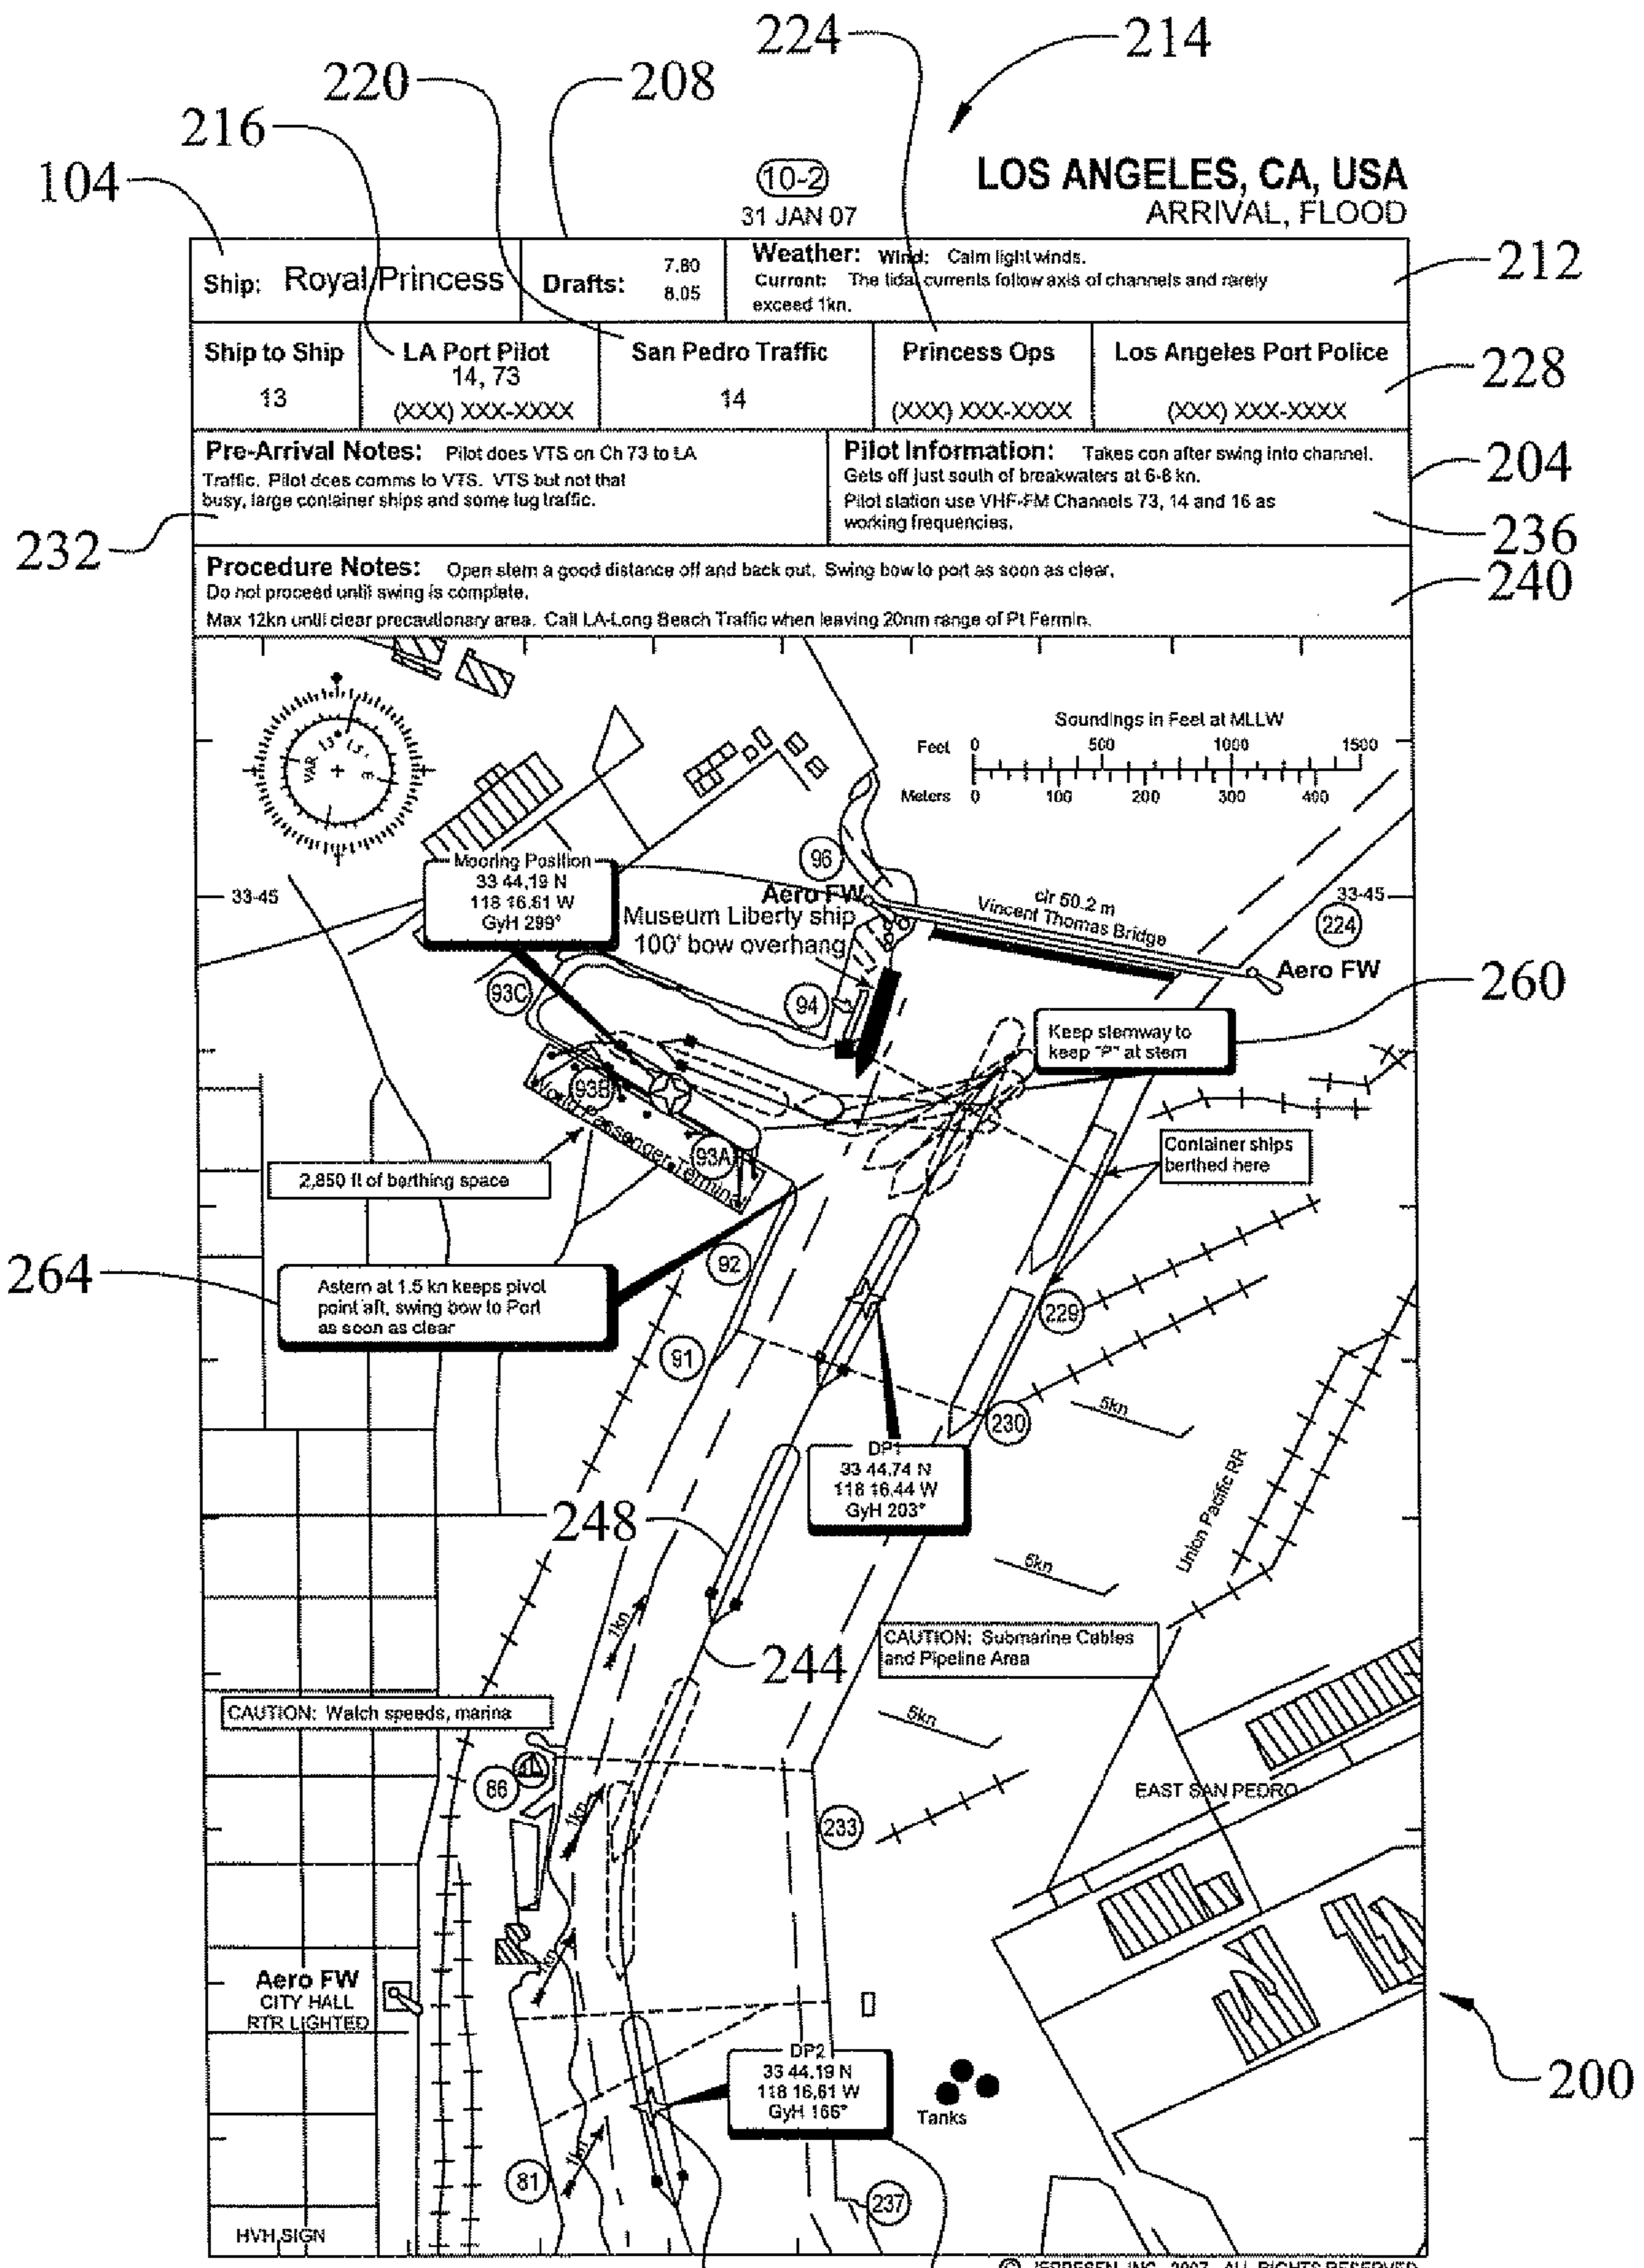 224
214
220
208
216
104
10-2
31 JAN 07
LOS ANGELES, CA, USA
ARRIVAL, FLOOD
Ship: Royal Princess
Drafts: 7.80
8.05
Weather: Wind: Calm light winds.
Current: The tidal currents follow axis of channels and rarely
exceed 1kn.
212
Ship to Ship
13
LA Port Pilot
14, 73
(XXX) XXX-XXXX
San Pedro Traffic
14
Princess Ops
(XXX) XXX-XXXX
Los Angeles Port Police
(XXX) XXX-XXXX
228
Pre-Arrival Notes: Pilot does VTS on Ch 73 to LA
Traffic. Pilot does comms to VTS. VTS but not that
busy, large container ships and some tug traffic.
232
Pilot Information: Takes con after swing into channel.
Gets off just south of breakwaters at 6-8 kn.
Pilot station use VHF-FM Channels 73, 14 and 16 as
working frequencies.
204
236
Procedure Notes: Open stern a good distance off and back out. Swing bow to port as soon as clear.
Do not proceed until swing is complete.
Max 12kn until clear precautionary area. Call LA-Long Beach Traffic when leaving 20nm range of Pt Fermin.
240
VAR 13° 15' E
Soundings in Feet at MLLW
Feet 0 500 1000 1500
Meters 0 100 200 300 400
Mooring Position
33 44.19 N
118 16.61 W
GyH 299°
96
33-45
Aero FW
clr 50.2 m
Vincent Thomas Bridge
33-45
224
Museum Liberty ship
100' bow overhang
Aero FW
260
93C
94
Keep sternway to
keep "P" at stern
93B
World Passenger Terminal
93A
Container ships
berthed here
2,850 ft of berthing space
92
264
Astern at 1.5 kn keeps pivot
point aft, swing bow to Port
as soon as clear
229
91
230
5kn
DP1
33 44.74 N
118 16.44 W
GyH 203°
Union Pacific RR
248
5kn
1kn
CAUTION: Submarine Cables
and Pipeline Area
244
CAUTION: Watch speeds, marina
5kn
86
1kn
EAST SAN PEDRO
233
1kn
Aero FW
CITY HALL
RTR LIGHTED
200
DP2
33 44.19 N
118 16.61 W
GyH 166°
Tanks
1kn
81
237
HVH SIGN
© JEPPESEN, INC. 2007. ALL RIGHTS RESERVED